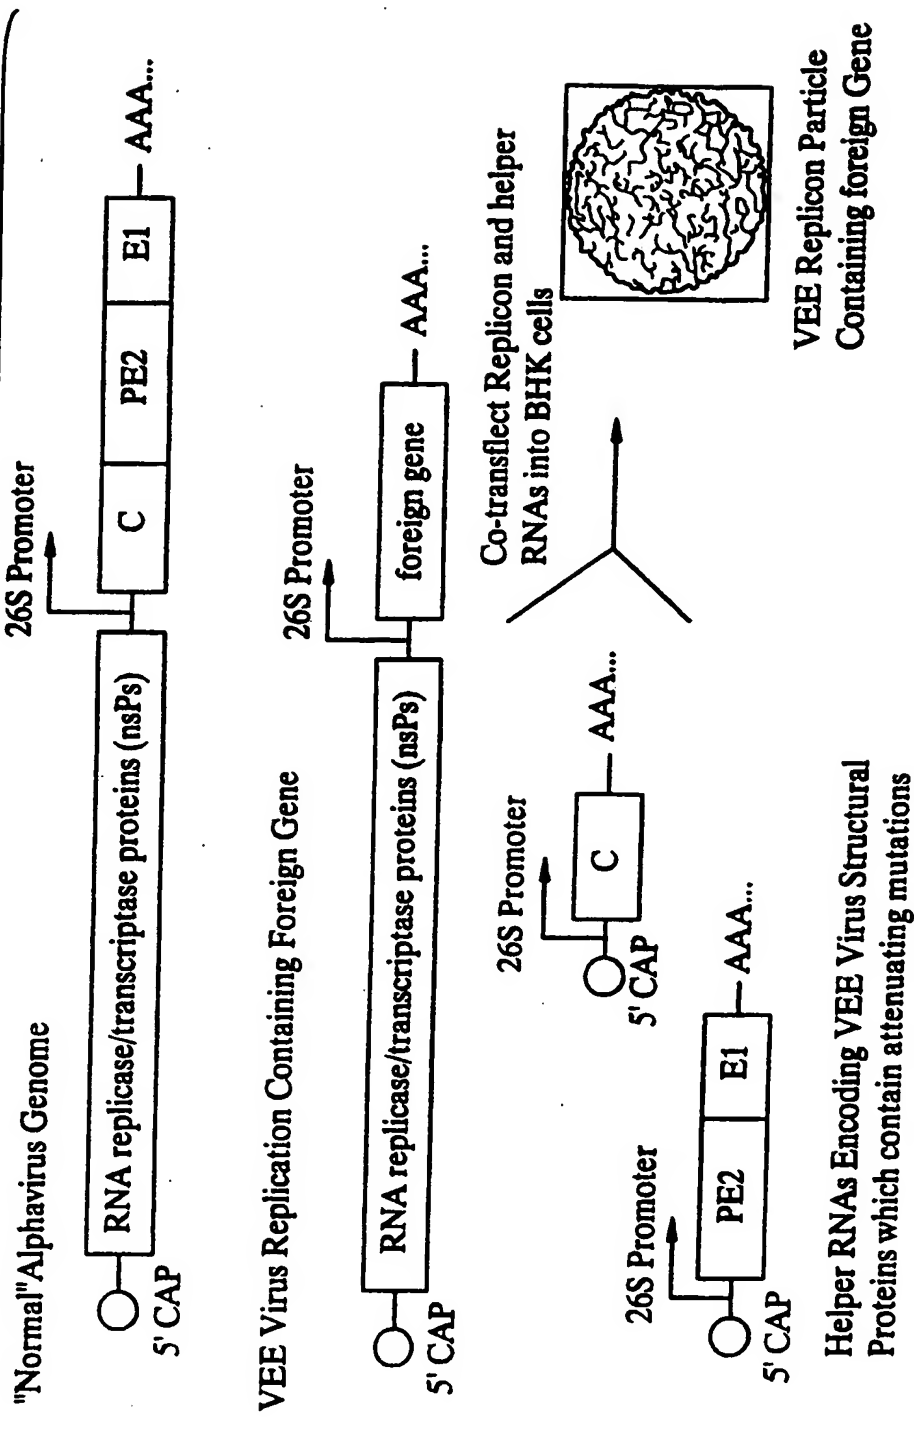 "Normal" Alphavirus Genome
26S Promoter
5' CAP
RNA replicase/transcriptase proteins (nsPs)
C
PE2
E1
AAA...
VEE Virus Replication Containing Foreign Gene
26S Promoter
5' CAP
RNA replicase/transcriptase proteins (nsPs)
foreign gene
AAA...
26S Promoter
5' CAP
C
AAA...
26S Promoter
5' CAP
PE2
E1
AAA...
Helper RNAs Encoding VEE Virus Structural
Proteins which contain attenuating mutations
Co-transflect Replicon and helper
RNAs into BHK cells
VEE Replicon Particle
Containing foreign Gene